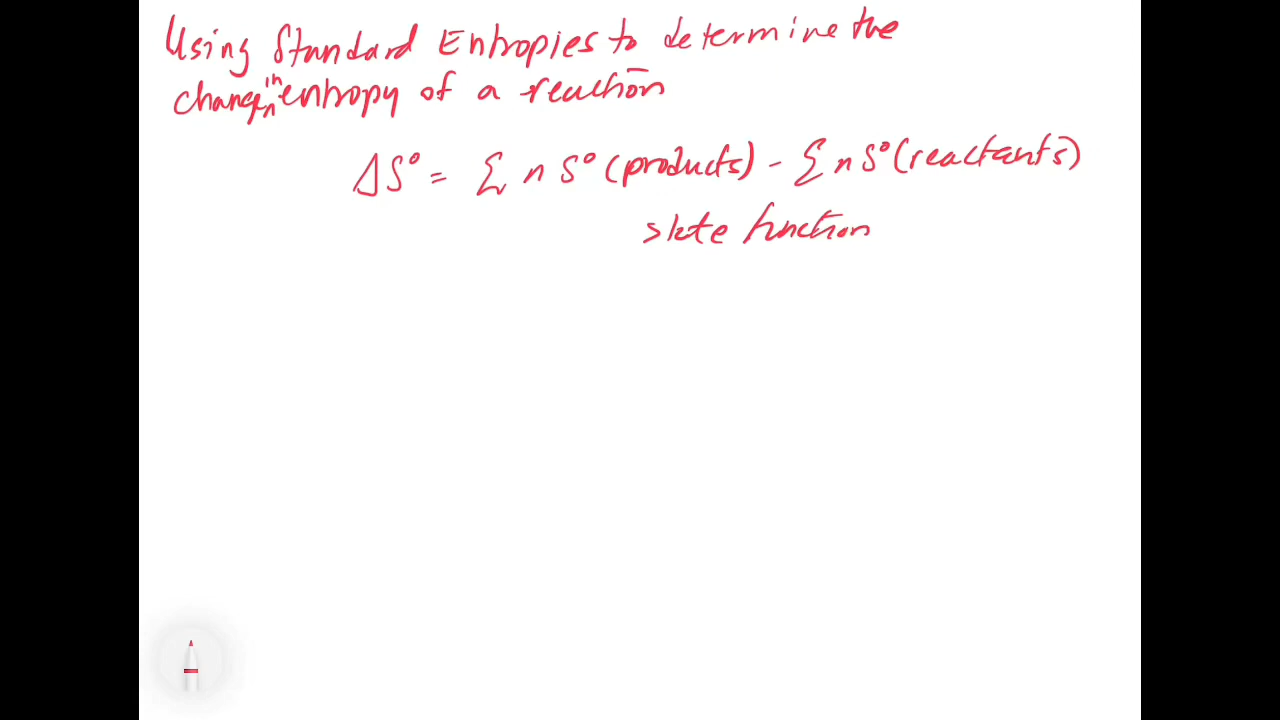 Using Standard Entropies to determine the
change in entropy of a reaction
ΔS° = Σ n S° (products) - Σ n S° (reactants)
state function